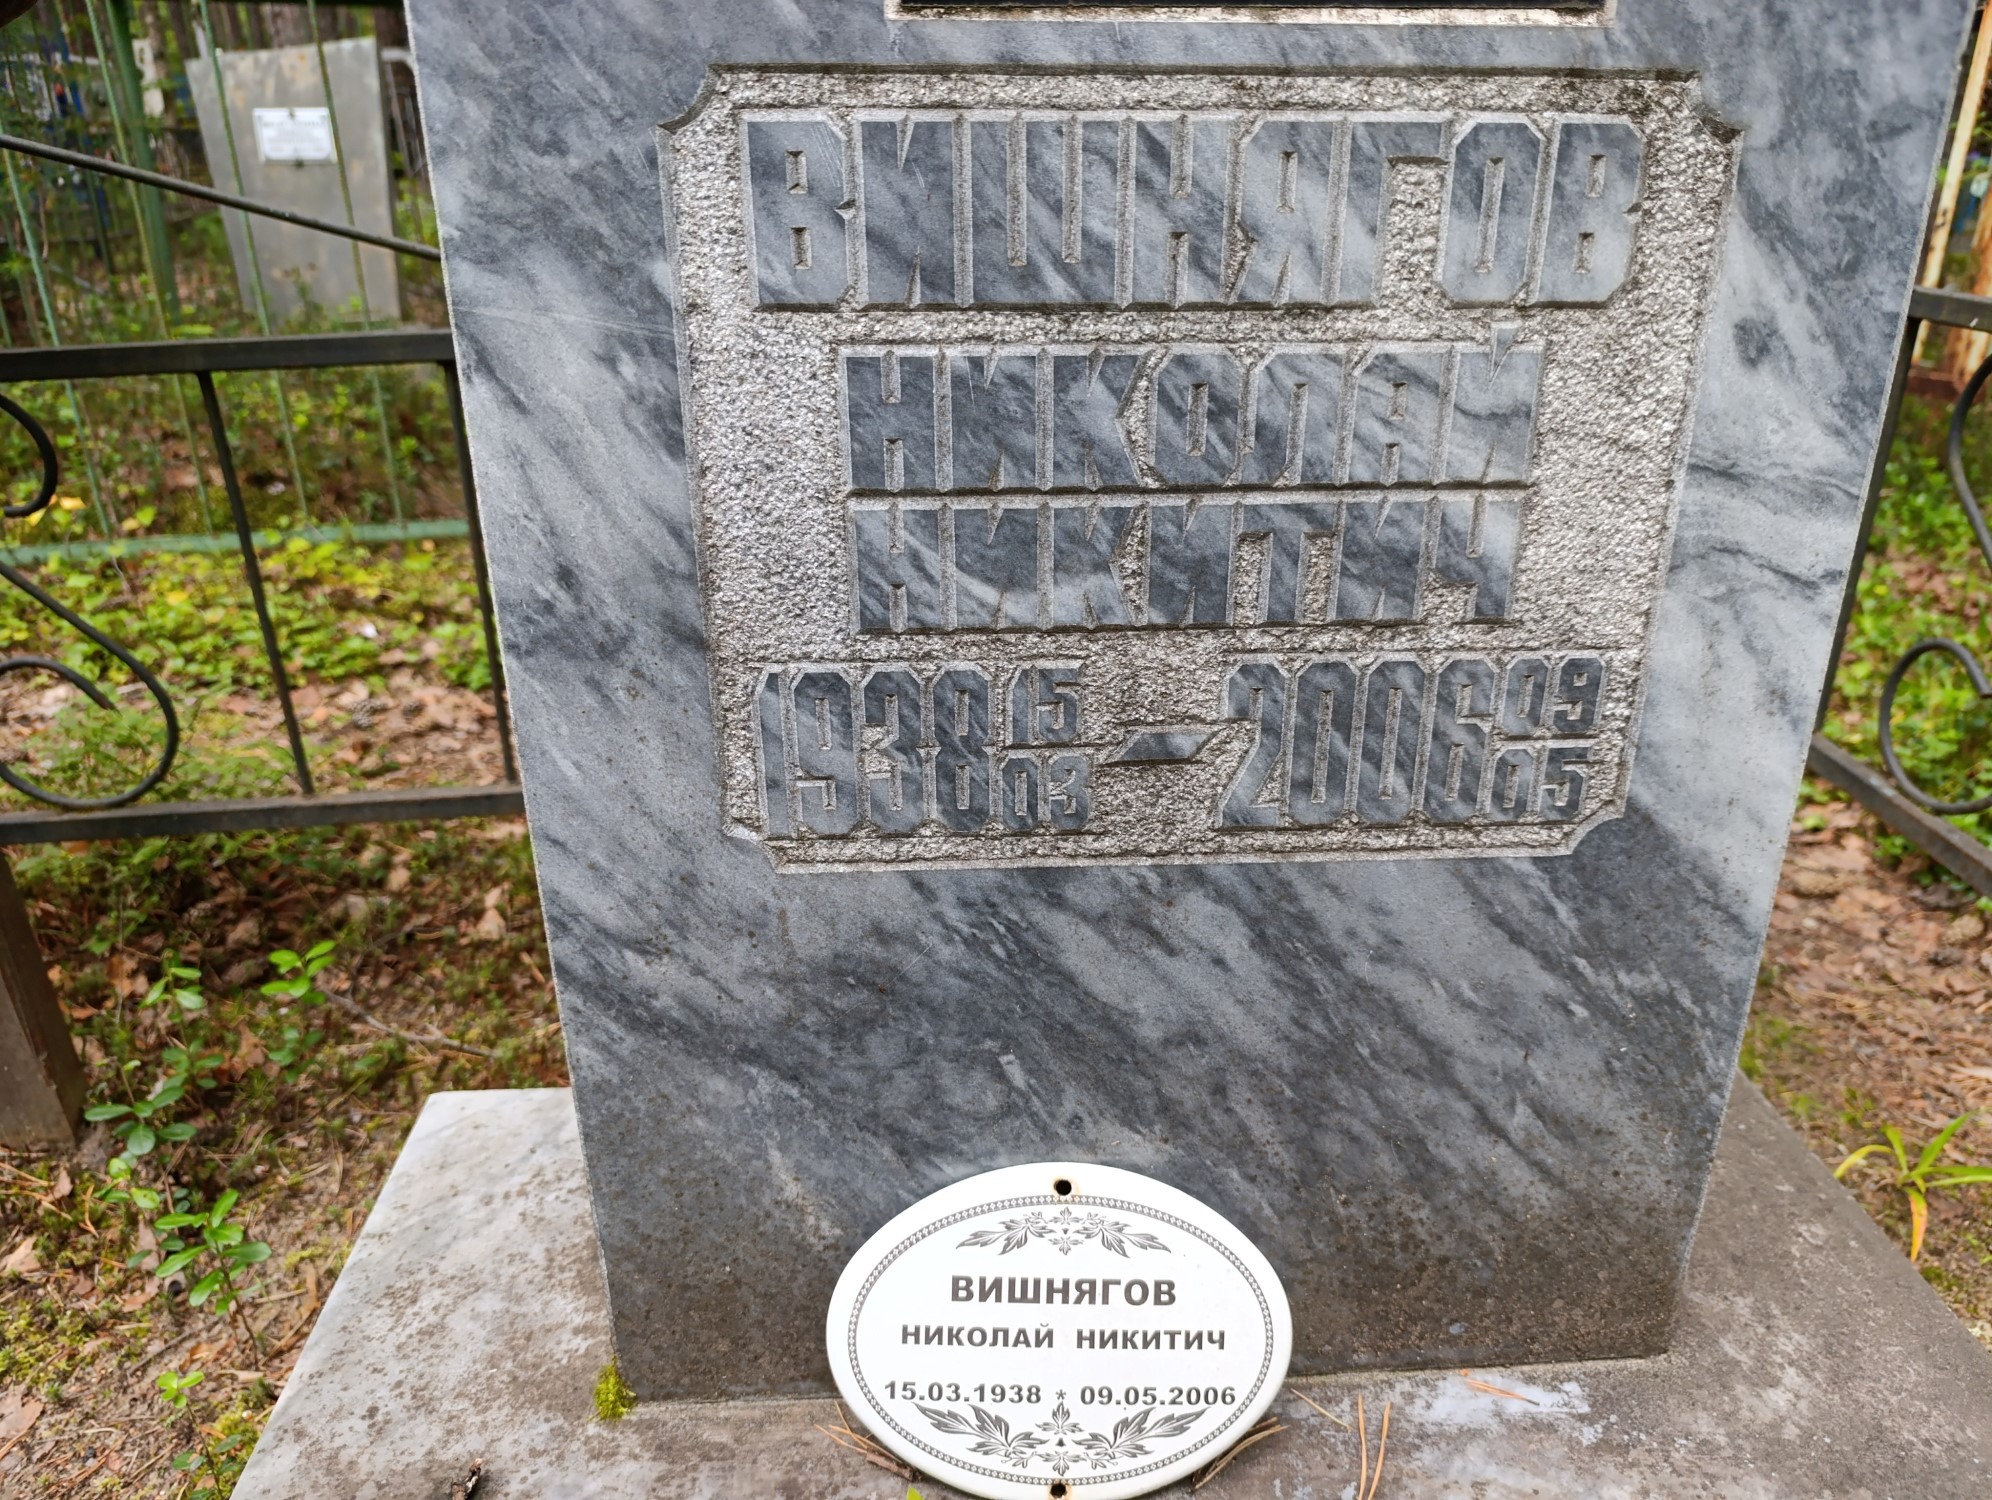 ВИШНЯГОВ
НИКОЛАЙ
НИКИТИЧ
1938 15 03 — 2006 09 05
ВИШНЯГОВ
НИКОЛАЙ НИКИТИЧ
15.03.1938 * 09.05.2006